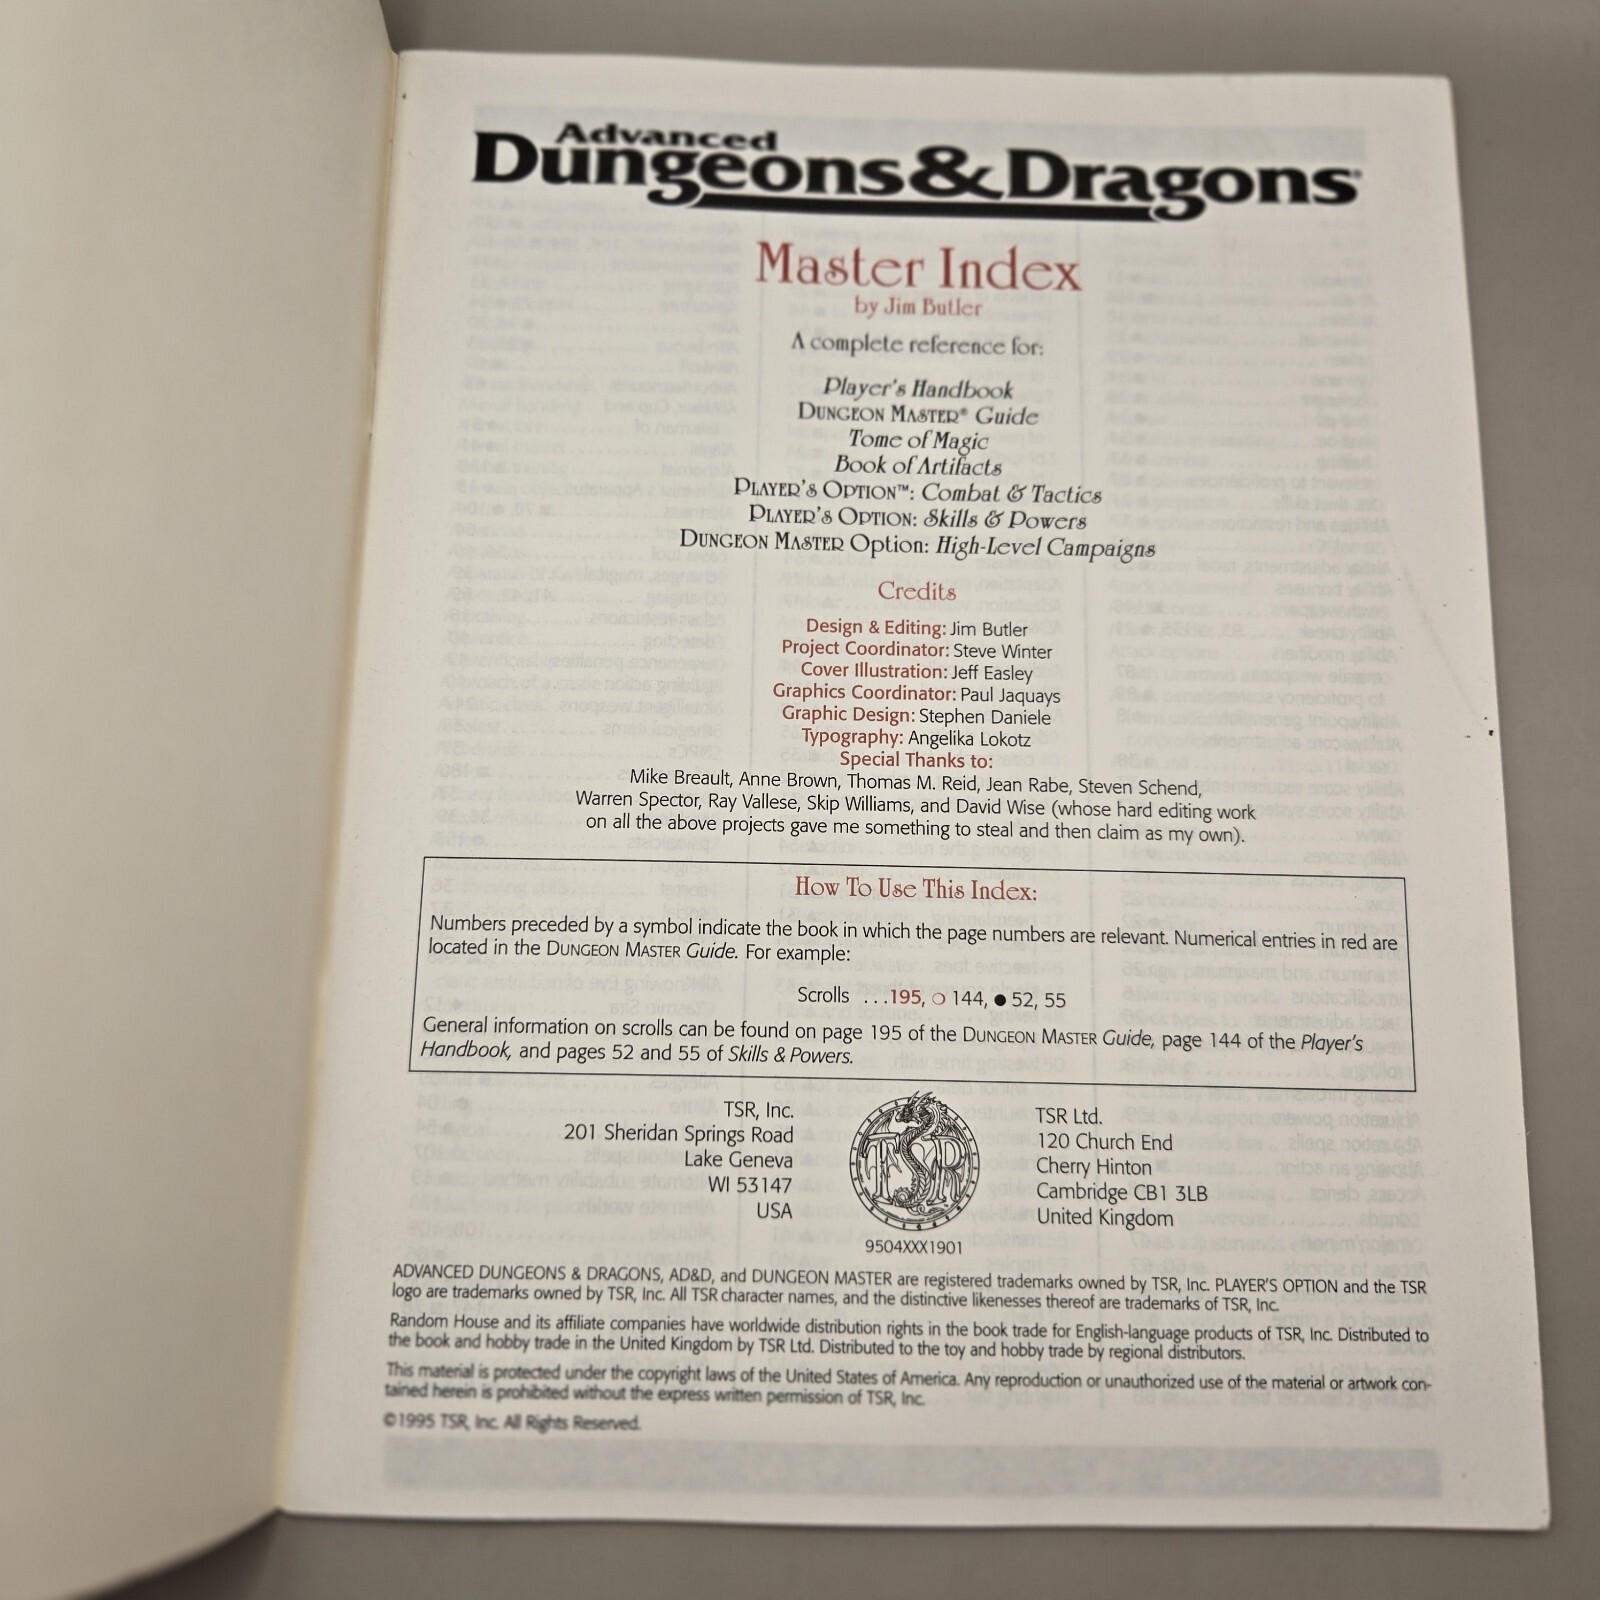 Advanced
Dungeons & Dragons®
Master Index
by Jim Butler
A complete reference for:
Player's Handbook
DUNGEON MASTER® Guide
Tome of Magic
Book of Artifacts
PLAYER'S OPTION™: Combat & Tactics
PLAYER'S OPTION: Skills & Powers
DUNGEON MASTER Option: High-Level Campaigns
Credits
Design & Editing: Jim Butler
Project Coordinator: Steve Winter
Cover Illustration: Jeff Easley
Graphics Coordinator: Paul Jaquays
Graphic Design: Stephen Daniele
Typography: Angelika Lokotz
Special Thanks to:
Mike Breault, Anne Brown, Thomas M. Reid, Jean Rabe, Steven Schend,
Warren Spector, Ray Vallese, Skip Williams, and David Wise (whose hard editing work
on all the above projects gave me something to steal and then claim as my own).
How To Use This Index:
Numbers preceded by a symbol indicate the book in which the page numbers are relevant. Numerical entries in red are
located in the DUNGEON MASTER Guide. For example:
Scrolls ...195, ❍ 144, ● 52, 55
General information on scrolls can be found on page 195 of the DUNGEON MASTER Guide, page 144 of the Player's
Handbook, and pages 52 and 55 of Skills & Powers.
TSR, Inc.
201 Sheridan Springs Road
Lake Geneva
WI 53147
USA
TSR
9504XXX1901
TSR Ltd.
120 Church End
Cherry Hinton
Cambridge CB1 3LB
United Kingdom
ADVANCED DUNGEONS & DRAGONS, AD&D, and DUNGEON MASTER are registered trademarks owned by TSR, Inc. PLAYER'S OPTION and the TSR
logo are trademarks owned by TSR, Inc. All TSR character names, and the distinctive likenesses thereof are trademarks of TSR, Inc.
Random House and its affiliate companies have worldwide distribution rights in the book trade for English-language products of TSR, Inc. Distributed to
the book and hobby trade in the United Kingdom by TSR Ltd. Distributed to the toy and hobby trade by regional distributors.
This material is protected under the copyright laws of the United States of America. Any reproduction or unauthorized use of the material or artwork con-
tained herein is prohibited without the express written permission of TSR, Inc.
©1995 TSR, Inc. All Rights Reserved.